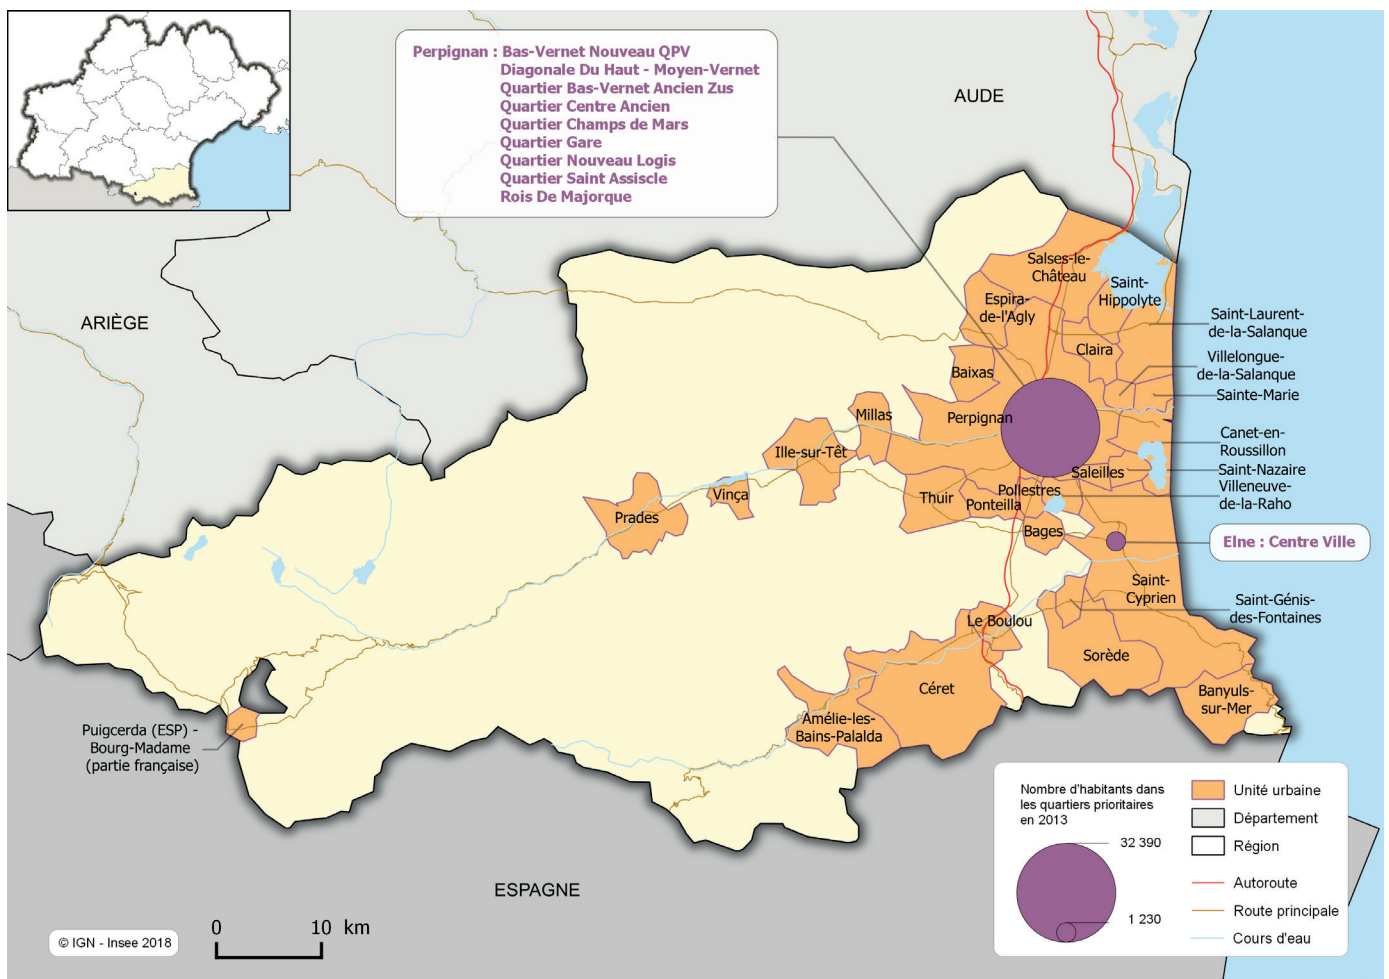 Perpignan : Bas-Vernet Nouveau QPV
Diagonale Du Haut - Moyen-Vernet
Quartier Bas-Vernet Ancien Zus
Quartier Centre Ancien
Quartier Champs de Mars
Quartier Gare
Quartier Nouveau Logis
Quartier Saint Assiscle
Rois De Majorque
AUDE
ARIÈGE
Salses-le-
Château
Saint-
Hippolyte
Espira-
de-l'Agly
Saint-Laurent-
de-la-Salanque
Claira
Villelongue-
de-la-Salanque
Baixas
Sainte-Marie
Millas
Perpignan
Canet-en-
Roussillon
Ille-sur-Têt
Saleilles
Saint-Nazaire
Villeneuve-
de-la-Raho
Vinça
Thuir
Pollestres
Ponteilla
Prades
Bages
Elne : Centre Ville
Saint-
Cyprien
Saint-Génis-
des-Fontaines
Le Boulou
Sorède
Céret
Banyuls-
sur-Mer
Amélie-les-
Bains-Palalda
Puigcerda (ESP) -
Bourg-Madame
(partie française)
ESPAGNE
0 10 km
© IGN - Insee 2018
Nombre d'habitants dans
les quartiers prioritaires
en 2013
32 390
1 230
Unité urbaine
Département
Région
Autoroute
Route principale
Cours d'eau